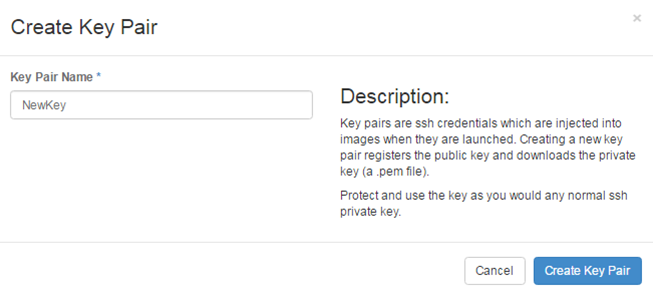 Create Key Pair
×
Key Pair Name *
NewKey
Description:
Key pairs are ssh credentials which are injected into
images when they are launched. Creating a new key
pair registers the public key and downloads the private
key (a .pem file).
Protect and use the key as you would any normal ssh
private key.
Cancel
Create Key Pair